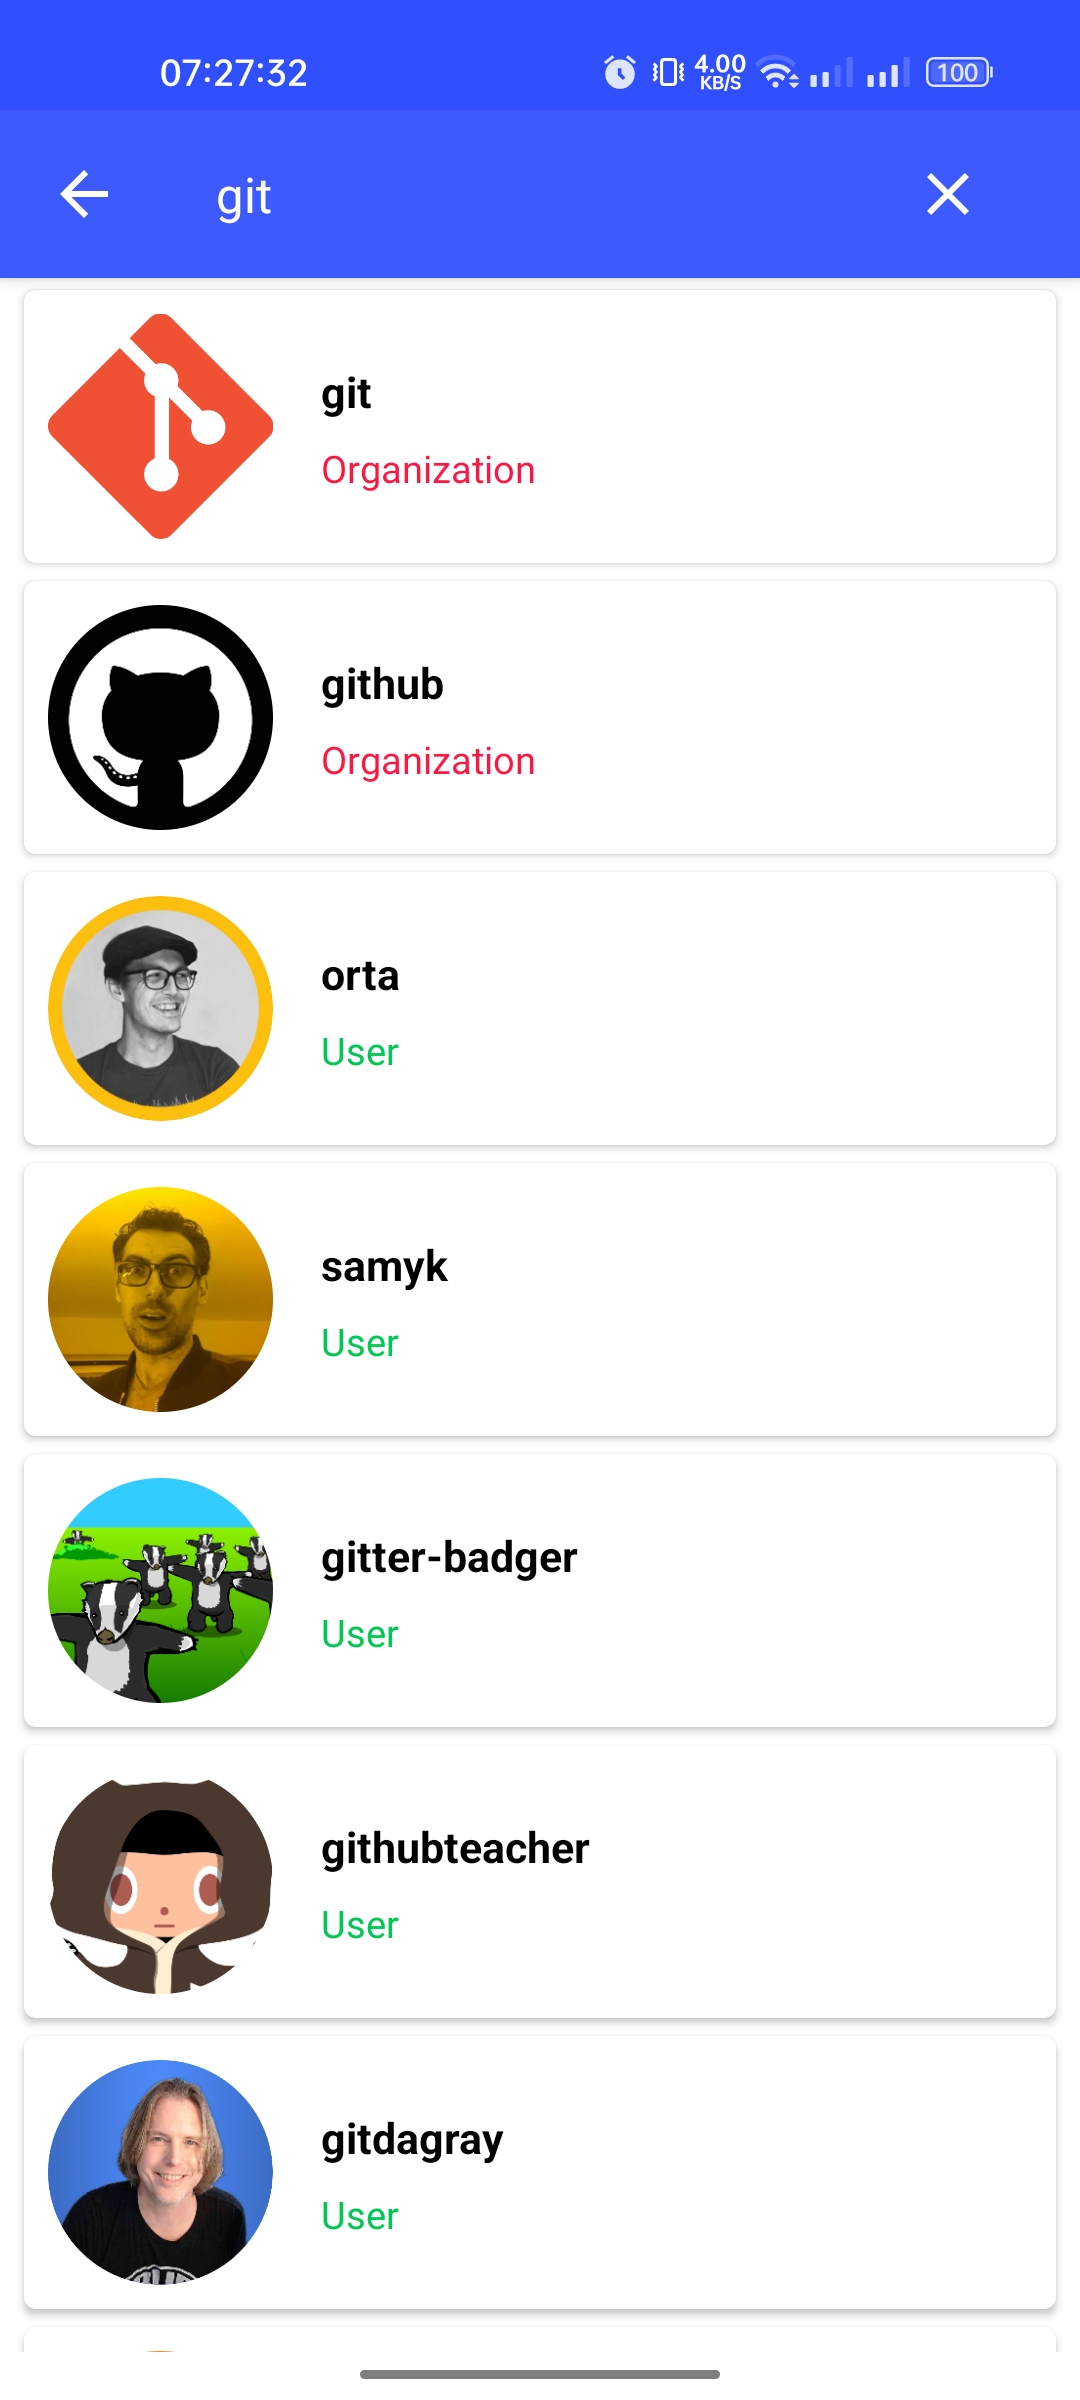 07:27:32 4.00 KB/S 100
git
git
Organization
github
Organization
orta
User
samyk
User
gitter-badger
User
githubteacher
User
gitdagray
User